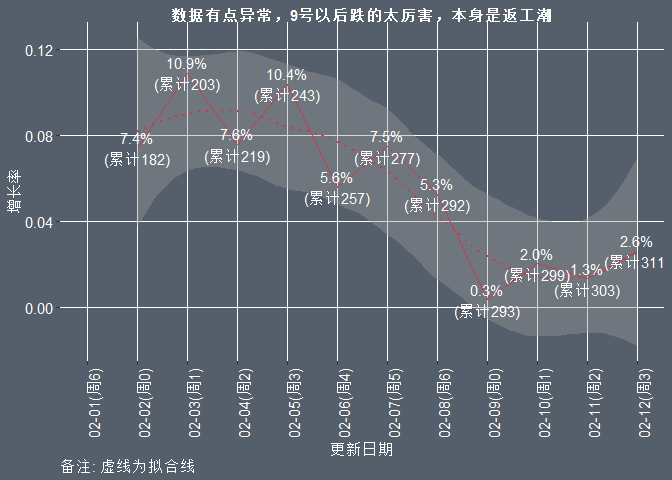 数据有点异常，9号以后跌的太厉害，本身是返工潮
0.12
0.08
0.04
0.00
增长率
7.4%
(累计182)
10.9%
(累计203)
7.6%
(累计219)
10.4%
(累计243)
5.6%
(累计257)
7.5%
(累计277)
5.3%
(累计292)
0.3%
(累计293)
2.0%
(累计299)
1.3%
(累计303)
2.6%
(累计311
02-01(周6)
02-02(周0)
02-03(周1)
02-04(周2)
02-05(周3)
02-06(周4)
02-07(周5)
02-08(周6)
02-09(周0)
02-10(周1)
02-11(周2)
02-12(周3)
更新日期
备注: 虚线为拟合线